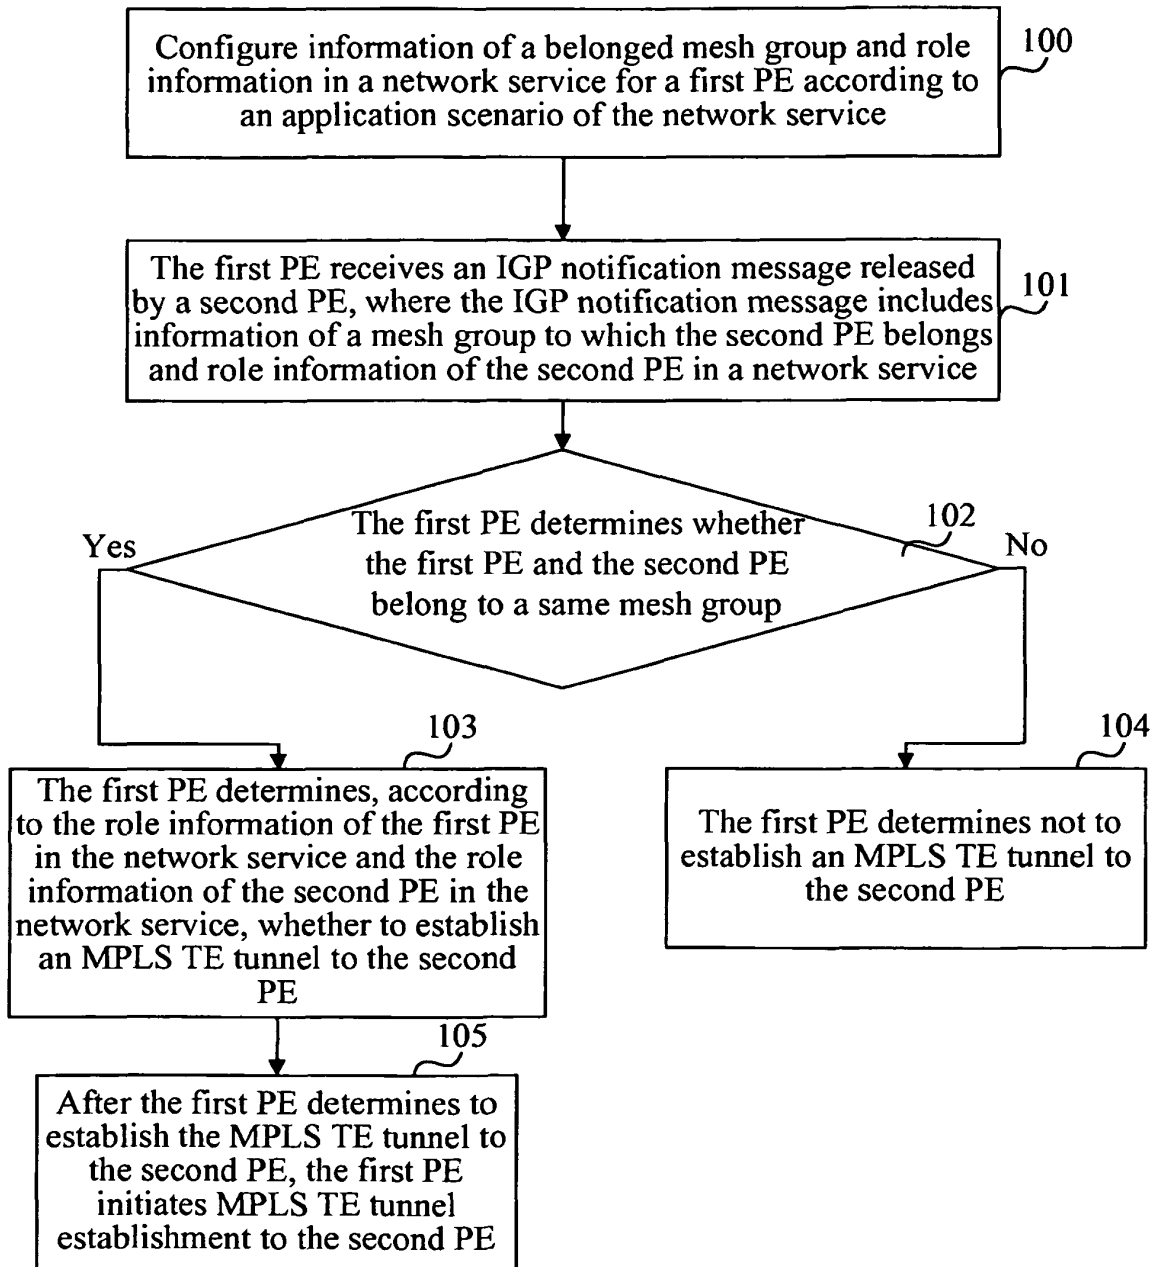 Configure information of a belonged mesh group and role
information in a network service for a first PE according to
an application scenario of the network service
100
The first PE receives an IGP notification message released
by a second PE, where the IGP notification message includes
information of a mesh group to which the second PE belongs
and role information of the second PE in a network service
101
The first PE determines whether
the first PE and the second PE
belong to a same mesh group
102
Yes
No
103
The first PE determines, according
to the role information of the first PE
in the network service and the role
information of the second PE in the
network service, whether to establish
an MPLS TE tunnel to the second
PE
104
The first PE determines not to
establish an MPLS TE tunnel to
the second PE
105
After the first PE determines to
establish the MPLS TE tunnel to
the second PE, the first PE
initiates MPLS TE tunnel
establishment to the second PE